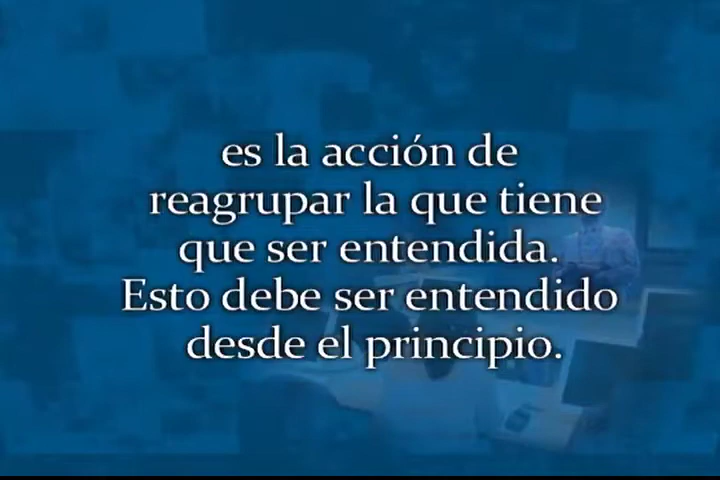 es la acción de
reagrupar la que tiene
que ser entendida.
Esto debe ser entendido
desde el principio.